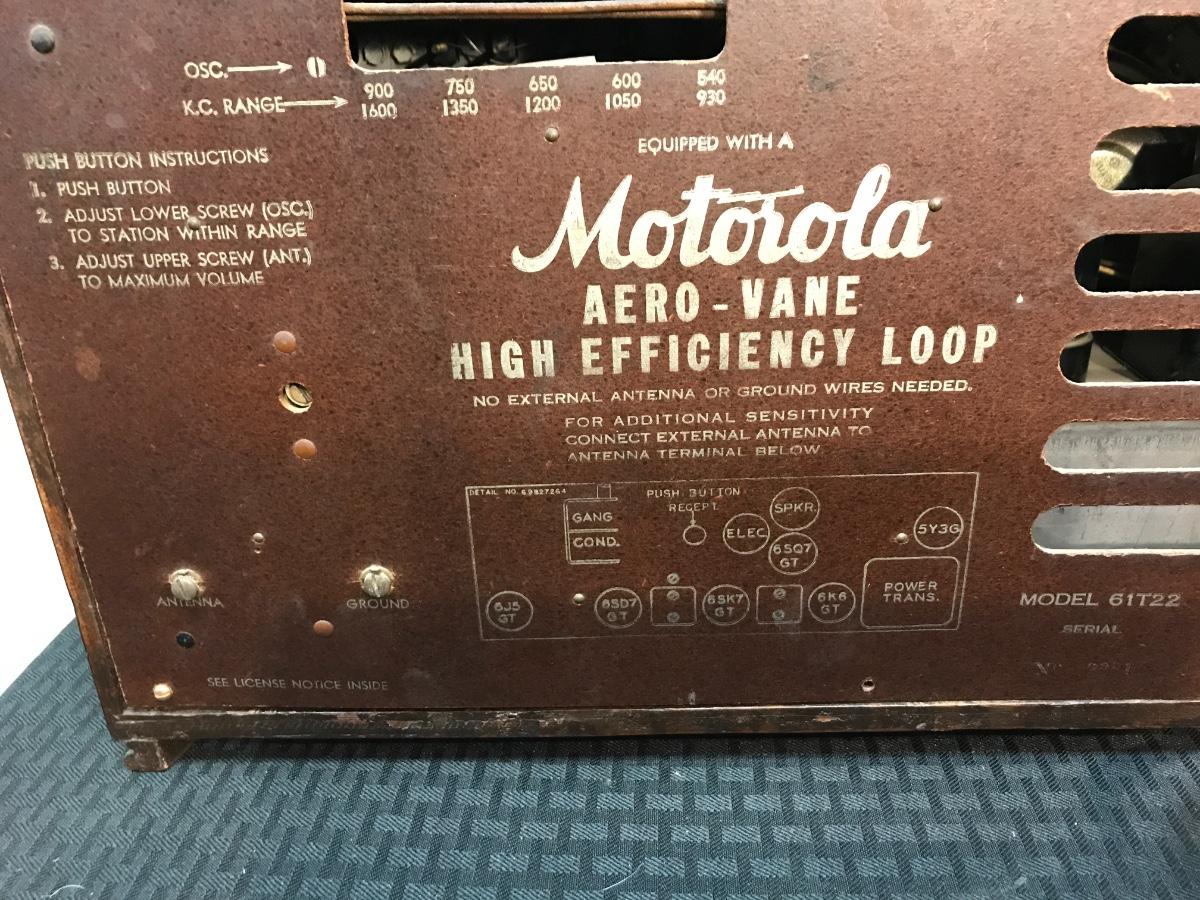 OSC.
900 750 650 600 540
K.C. RANGE
1600 1350 1200 1050 930
PUSH BUTTON INSTRUCTIONS
1. PUSH BUTTON
2. ADJUST LOWER SCREW (OSC.)
TO STATION WITHIN RANGE
3. ADJUST UPPER SCREW (ANT.)
TO MAXIMUM VOLUME
EQUIPPED WITH A
Motorola
AERO-VANE
HIGH EFFICIENCY LOOP
NO EXTERNAL ANTENNA OR GROUND WIRES NEEDED.
FOR ADDITIONAL SENSITIVITY
CONNECT EXTERNAL ANTENNA TO
ANTENNA TERMINAL BELOW
DETAIL NO. 69827264
PUSH BUTTON
RECEPT.
GANG
COND.
ELEC.
SPKR.
6SQ7
GT
5Y3G
6J5
GT
6SD7
GT
6SK7
GT
6K6
GT
POWER
TRANS.
ANTENNA
GROUND
SEE LICENSE NOTICE INSIDE
MODEL 61T22
SERIAL